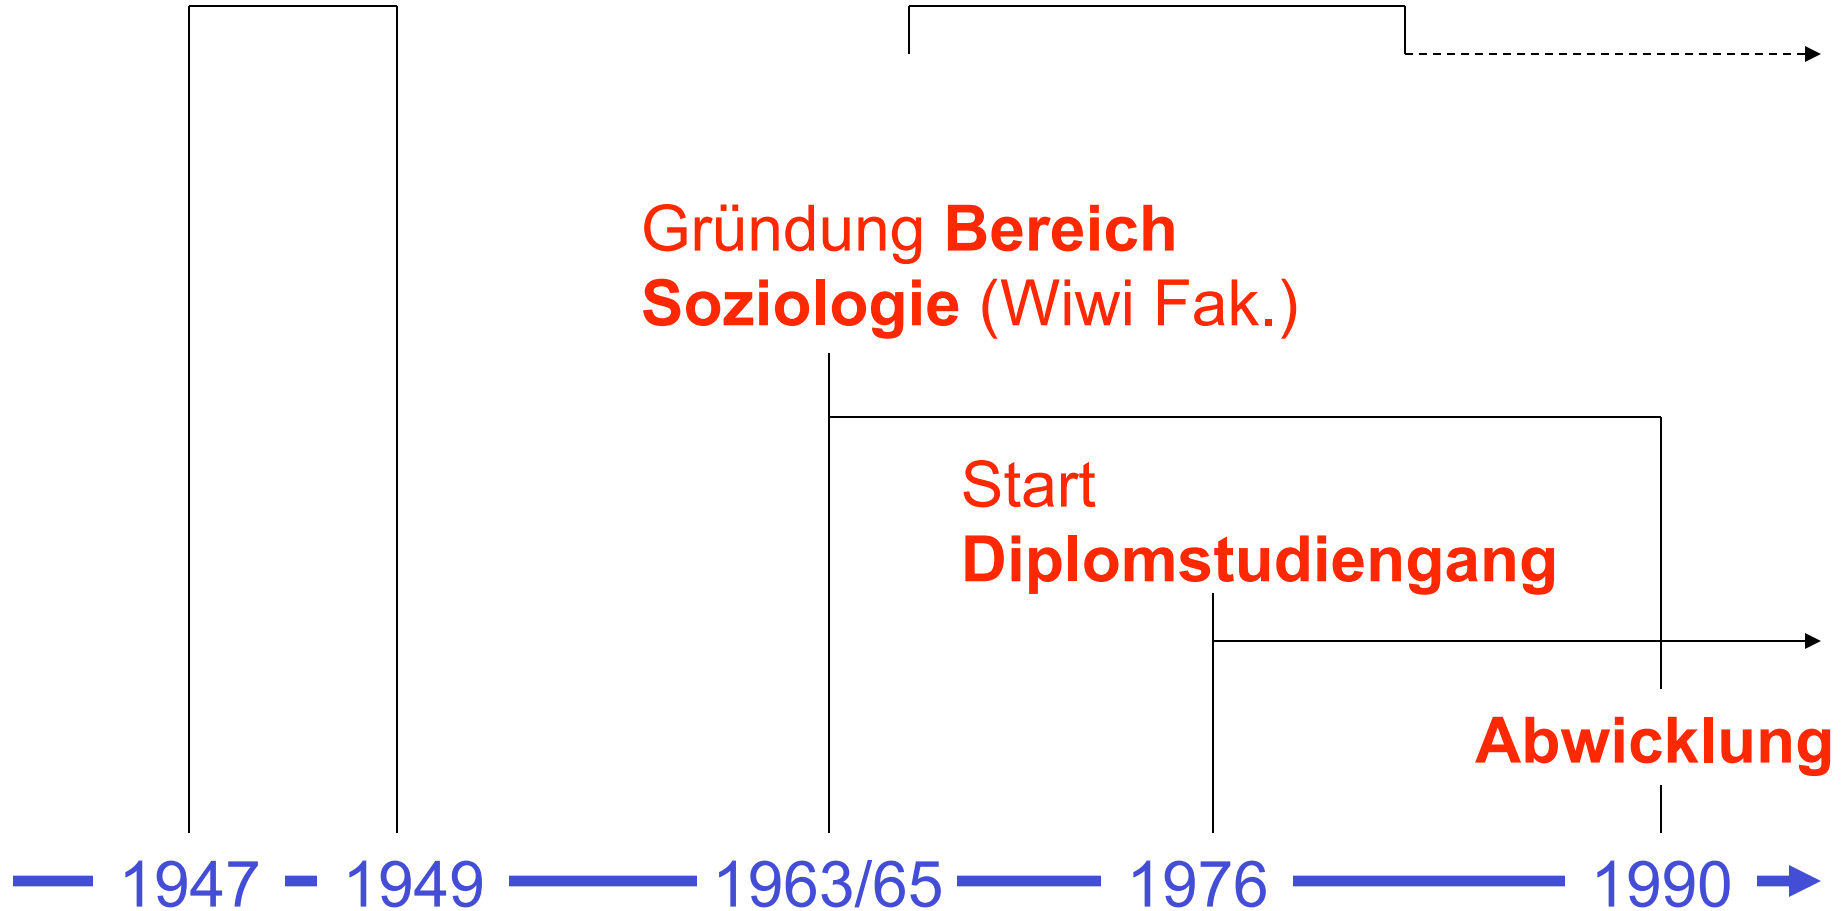 Gründung Bereich
Soziologie (Wiwi Fak.)
Start
Diplomstudiengang
Abwicklung
1947 1949 1963/65 1976 1990